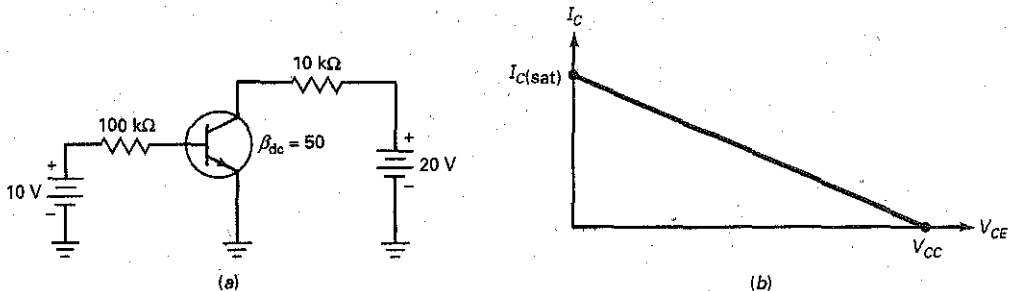 10 kΩ
100 kΩ
β_dc = 50
+
10 V
−
+
20 V
−
(a)
I_C
I_C(sat)
V_CC
V_CE
(b)